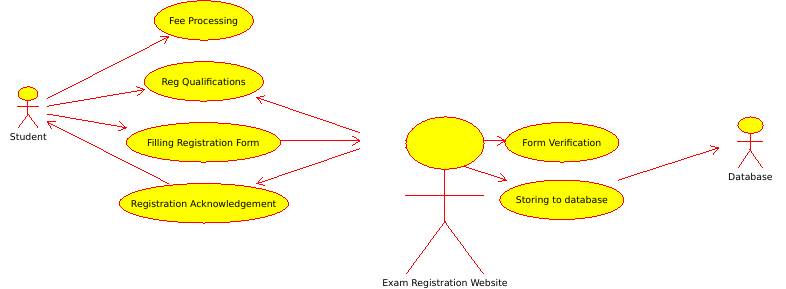 Fee Processing
Reg Qualifications
Student
Filling Registration Form
Form Verification
Database
Registration Acknowledgement
Storing to database
Exam Registration Website